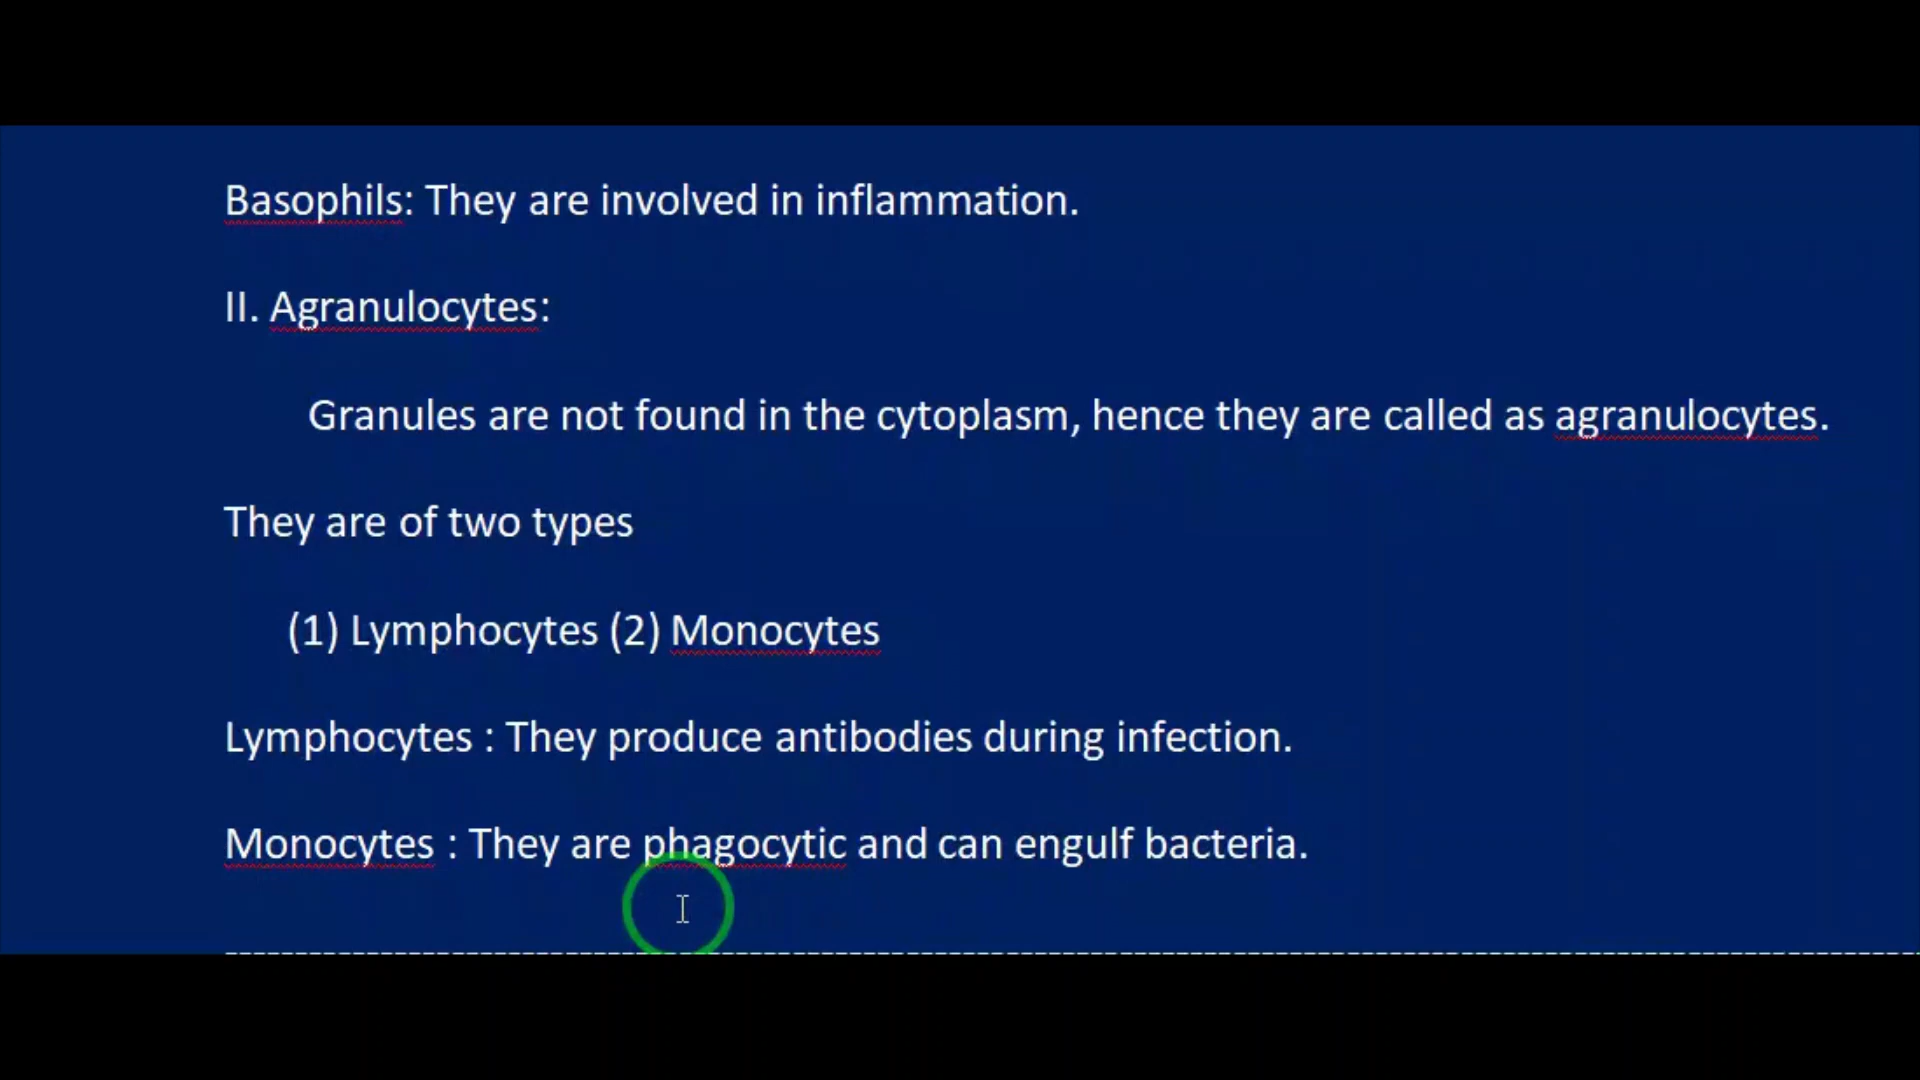 Basophils: They are involved in inflammation.
II. Agranulocytes:
Granules are not found in the cytoplasm, hence they are called as agranulocytes.
They are of two types
(1) Lymphocytes (2) Monocytes
Lymphocytes : They produce antibodies during infection.
Monocytes : They are phagocytic and can engulf bacteria.